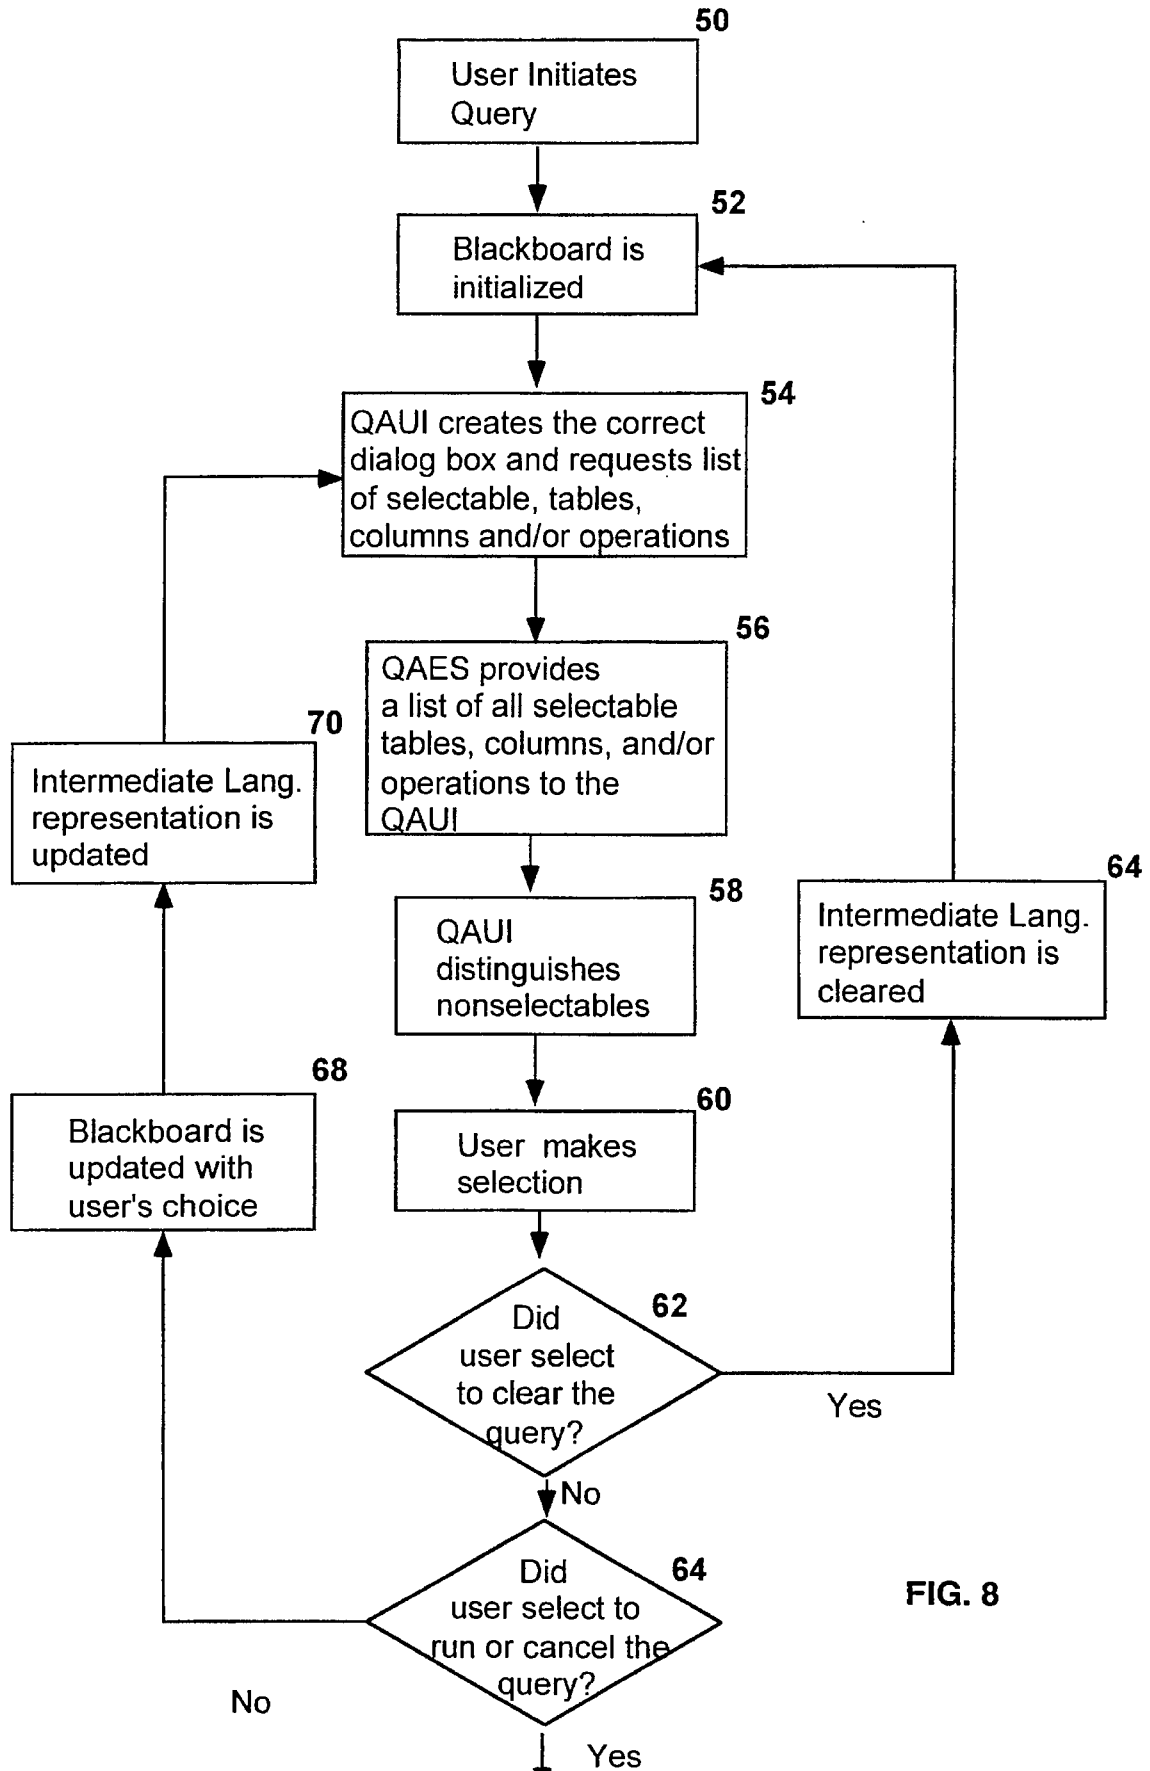 50
User Initiates
Query
52
Blackboard is
initialized
54
QAUI creates the correct
dialog box and requests list
of selectable, tables,
columns and/or operations
56
QAES provides
a list of all selectable
tables, columns, and/or
operations to the
QAUI
70
Intermediate Lang.
representation is
updated
58
QAUI
distinguishes
nonselectables
64
Intermediate Lang.
representation is
cleared
68
Blackboard is
updated with
user's choice
60
User makes
selection
62
Did
user select
to clear the
query?
Yes
No
64
Did
user select to
run or cancel the
query?
FIG. 8
No
Yes